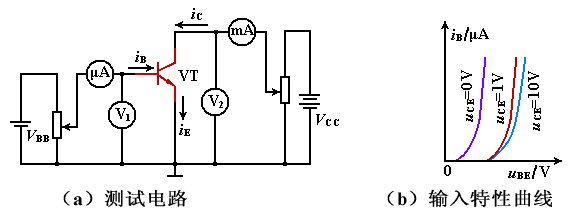 iC
mA
iB
μA
VT
V1
V2
iE
VBB
VCC
(a) 测试电路
iB/μA
uCE=0V
uCE=1V
uCE=10V
0
uBE/V
(b) 输入特性曲线